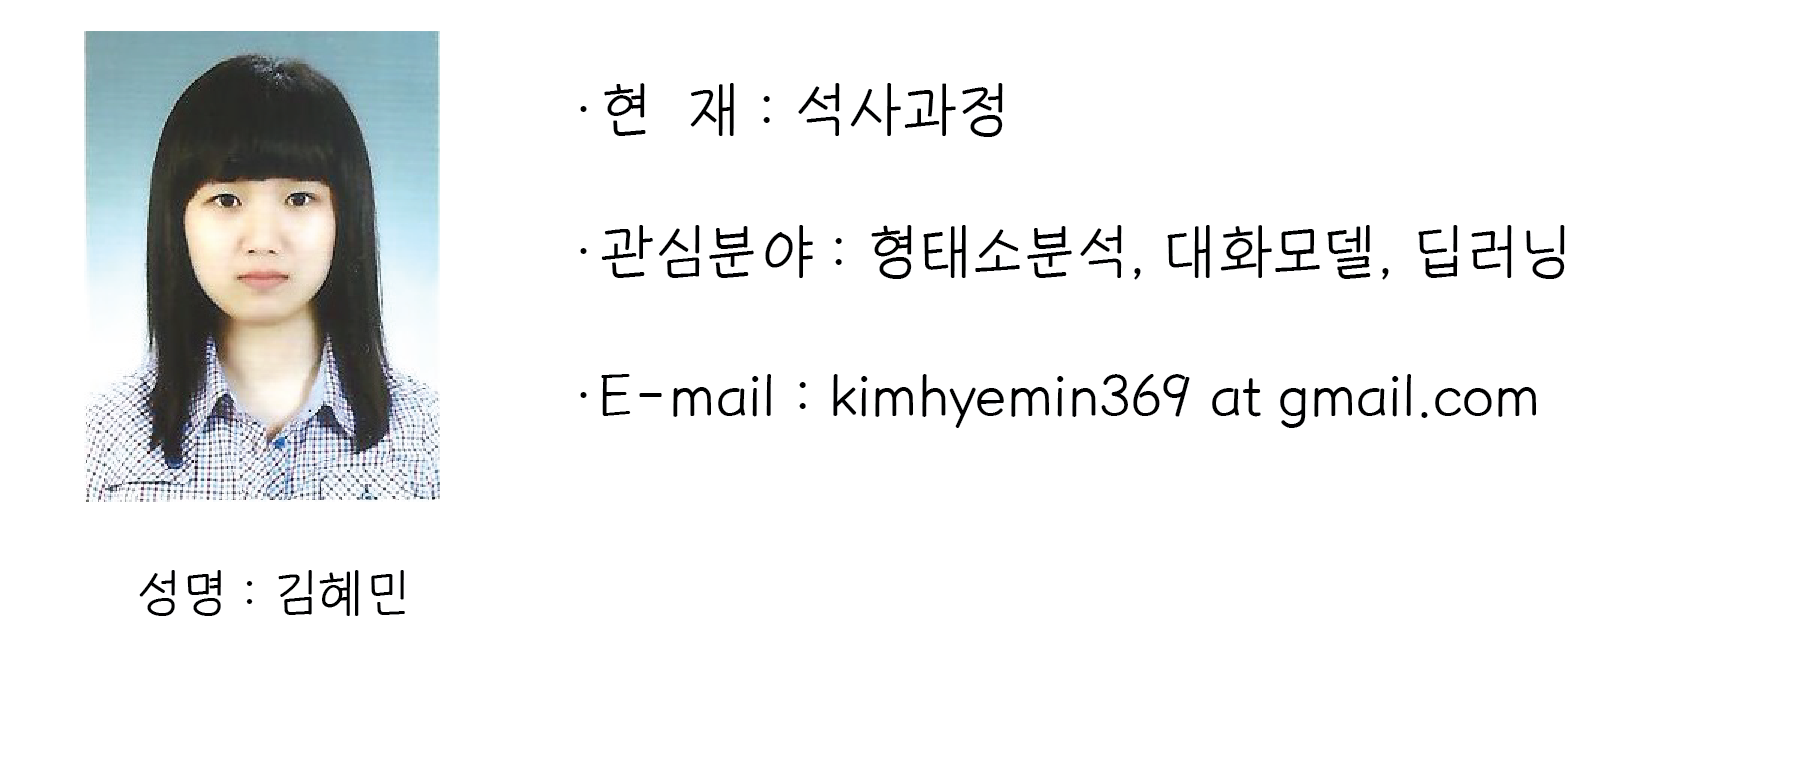 · 현 재 : 석사과정
· 관심분야 : 형태소분석, 대화모델, 딥러닝
· E-mail : kimhyemin369 at gmail.com
성명 : 김혜민